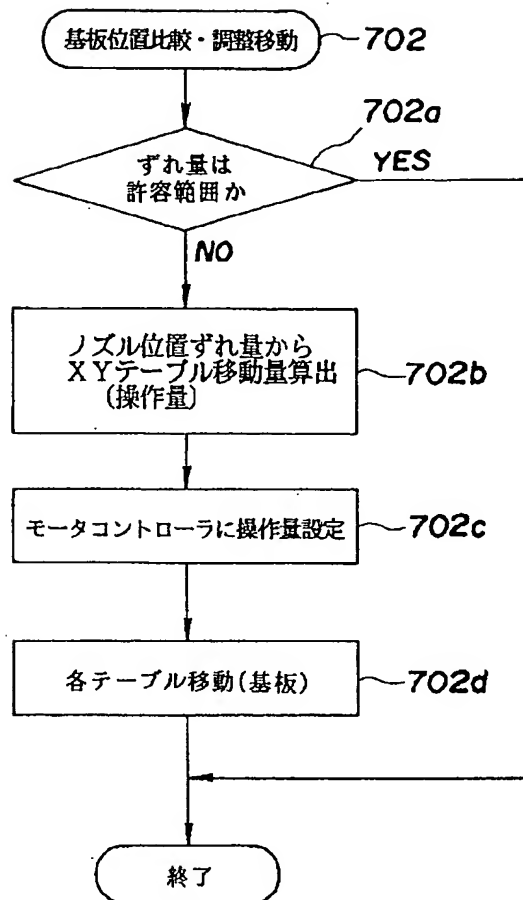 基板位置比較・調整移動
702
702a
ずれ量は
許容範囲か
YES
NO
ノズル位置ずれ量から
XYテーブル移動量算出
(操作量)
702b
モータコントローラに操作量設定
702c
各テーブル移動(基板)
702d
終了